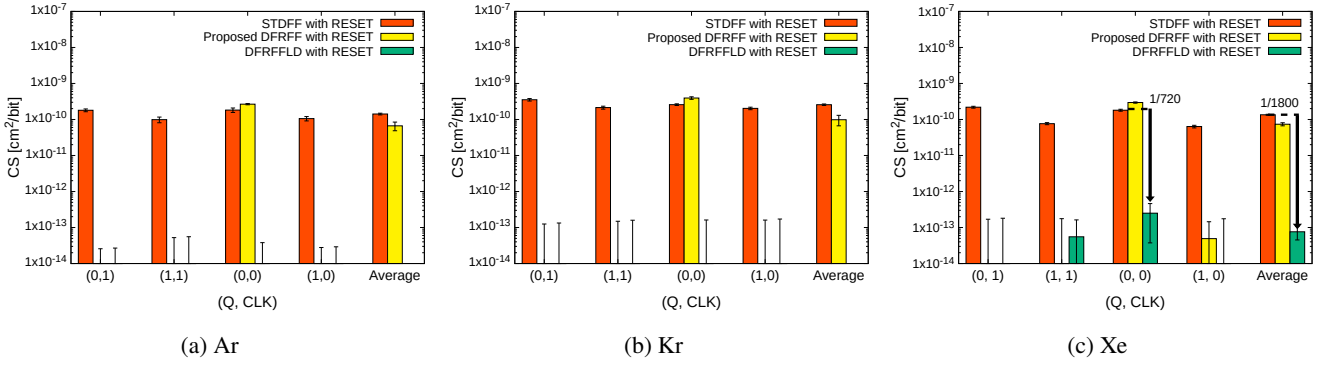 CS [cm²/bit]
1x10⁻⁷
1x10⁻⁸
1x10⁻⁹
1x10⁻¹⁰
1x10⁻¹¹
1x10⁻¹²
1x10⁻¹³
1x10⁻¹⁴
STDFF with RESET
Proposed DFRFF with RESET
DFRFFLD with RESET
(0,1) (1,1) (0,0) (1,0) Average
(Q, CLK)
(a) Ar
CS [cm²/bit]
1x10⁻⁷
1x10⁻⁸
1x10⁻⁹
1x10⁻¹⁰
1x10⁻¹¹
1x10⁻¹²
1x10⁻¹³
1x10⁻¹⁴
STDFF with RESET
Proposed DFRFF with RESET
DFRFFLD with RESET
(0,1) (1,1) (0,0) (1,0) Average
(Q, CLK)
(b) Kr
CS [cm²/bit]
1x10⁻⁷
1x10⁻⁸
1x10⁻⁹
1x10⁻¹⁰
1x10⁻¹¹
1x10⁻¹²
1x10⁻¹³
1x10⁻¹⁴
STDFF with RESET
Proposed DFRFF with RESET
DFRFFLD with RESET
1/720
1/1800
(0, 1) (1, 1) (0, 0) (1, 0) Average
(Q, CLK)
(c) Xe